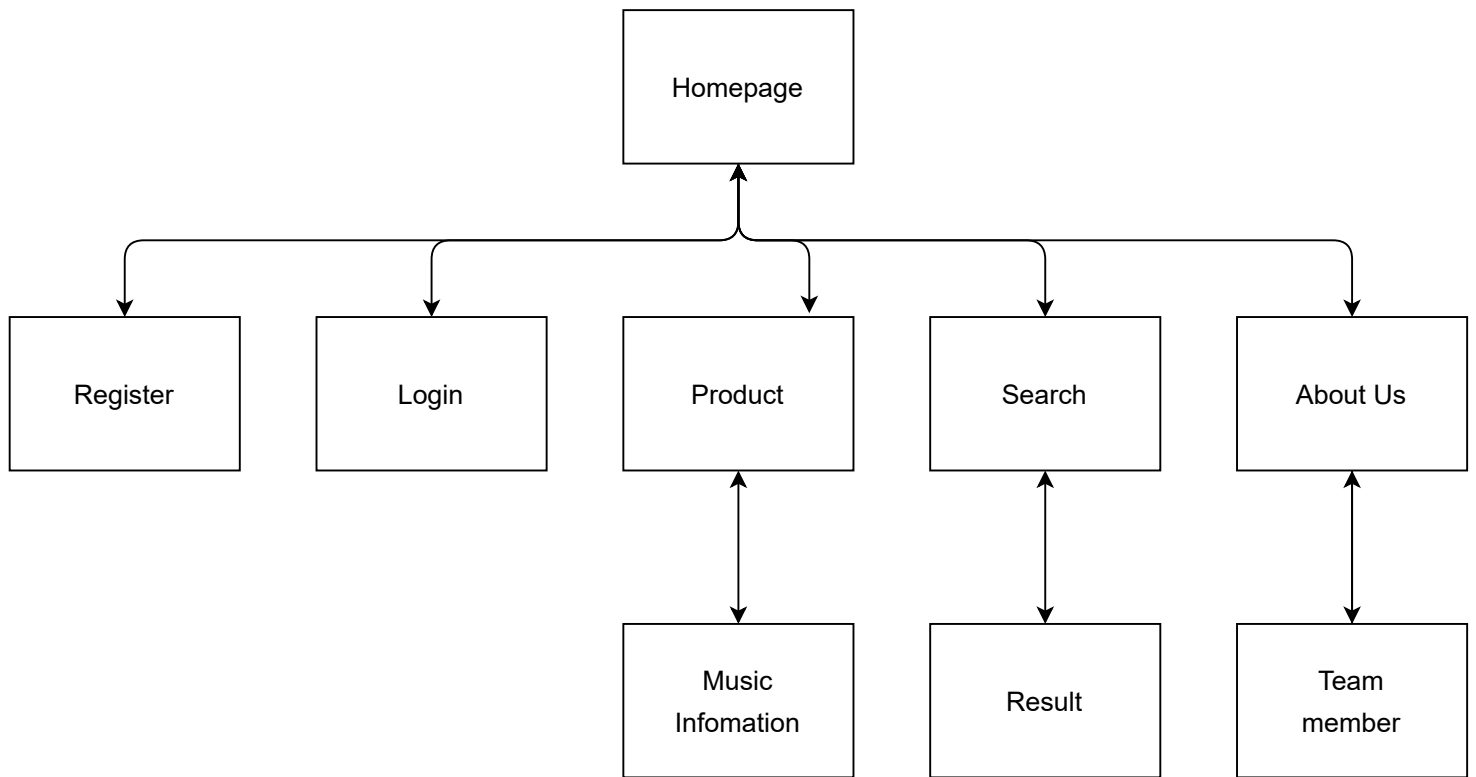 Homepage
Register
Login
Product
Search
About Us
Music
Infomation
Result
Team
member